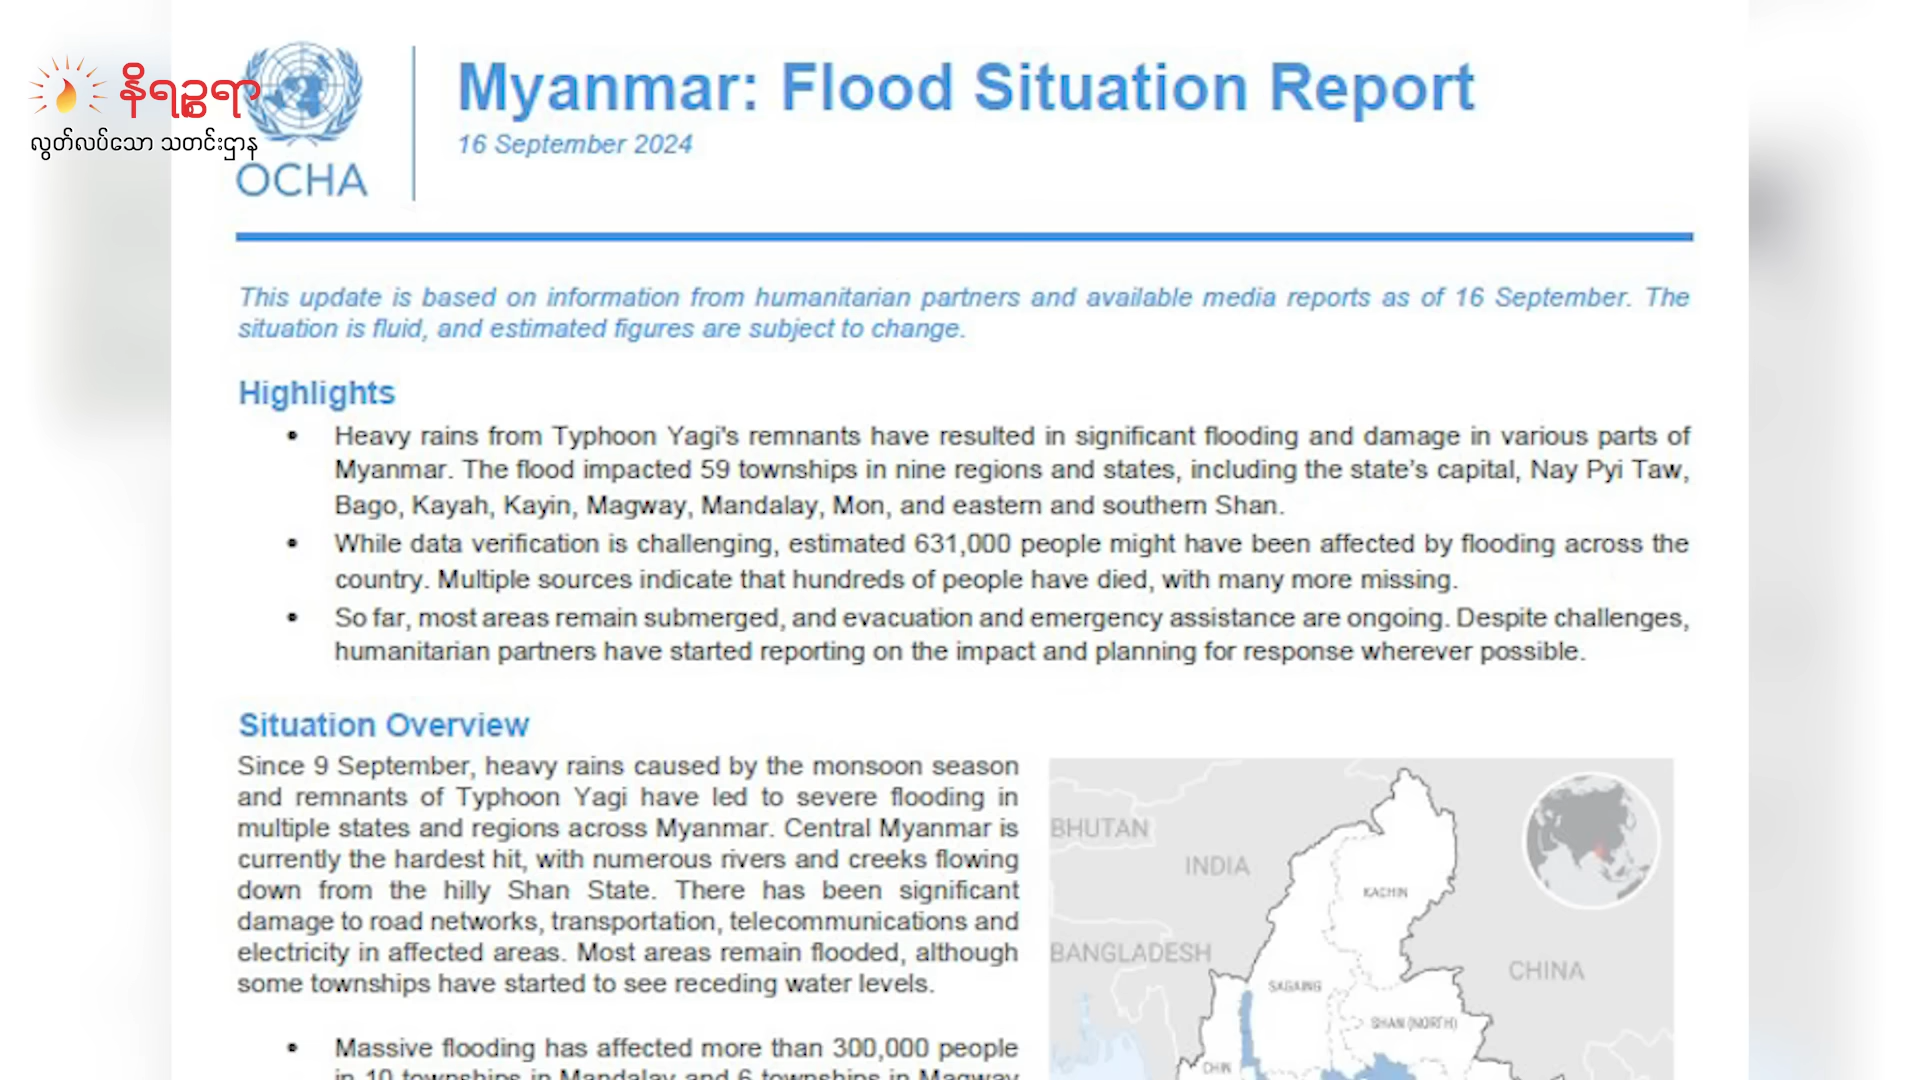 နိရဉ္စရာ
လွတ်လပ်သော သတင်းဌာန
OCHA
Myanmar: Flood Situation Report
16 September 2024
This update is based on information from humanitarian partners and available media reports as of 16 September. The
situation is fluid, and estimated figures are subject to change.
Highlights
• Heavy rains from Typhoon Yagi's remnants have resulted in significant flooding and damage in various parts of
Myanmar. The flood impacted 59 townships in nine regions and states, including the state's capital, Nay Pyi Taw,
Bago, Kayah, Kayin, Magway, Mandalay, Mon, and eastern and southern Shan.
• While data verification is challenging, estimated 631,000 people might have been affected by flooding across the
country. Multiple sources indicate that hundreds of people have died, with many more missing.
• So far, most areas remain submerged, and evacuation and emergency assistance are ongoing. Despite challenges,
humanitarian partners have started reporting on the impact and planning for response wherever possible.
Situation Overview
Since 9 September, heavy rains caused by the monsoon season
and remnants of Typhoon Yagi have led to severe flooding in
multiple states and regions across Myanmar. Central Myanmar is
currently the hardest hit, with numerous rivers and creeks flowing
down from the hilly Shan State. There has been significant
damage to road networks, transportation, telecommunications and
electricity in affected areas. Most areas remain flooded, although
some townships have started to see receding water levels.
• Massive flooding has affected more than 300,000 people
in 10 townships in Mandalay and 6 townships in Magway
BHUTAN
INDIA
KACHIN
BANGLADESH
CHINA
SAGAING
SHAN (NORTH)
CHIN